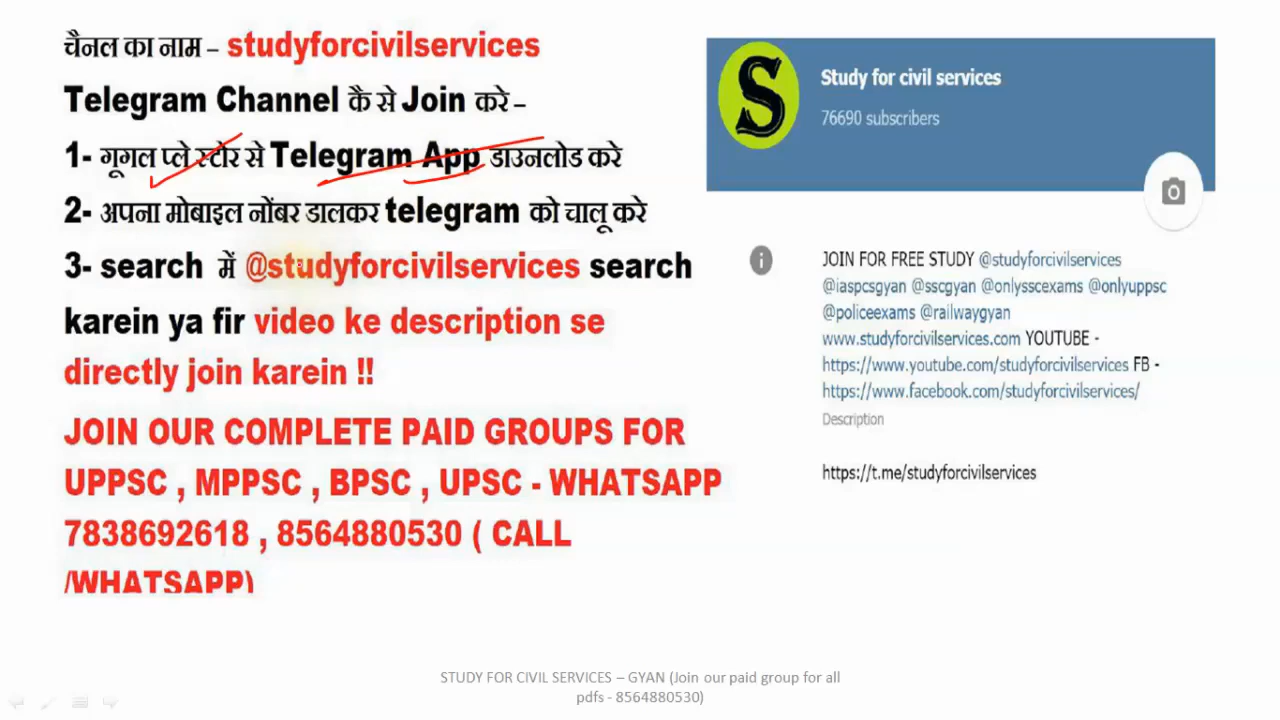 चैनल का नाम – studyforcivilservices
Telegram Channel कैसे Join करे –
1- गूगल प्ले स्टोर से Telegram App डाउनलोड करे
2- अपना मोबाइल नोंबर डालकर telegram को चालू करे
3- search में @studyforcivilservices search
karein ya fir video ke description se
directly join karein !!
JOIN OUR COMPLETE PAID GROUPS FOR
UPPSC , MPPSC , BPSC , UPSC - WHATSAPP
7838692618 , 8564880530 ( CALL
/WHATSAPP)
S
Study for civil services
76690 subscribers
JOIN FOR FREE STUDY @studyforcivilservices
@iaspcsgyan @sscgyan @onlysscexams @onlyuppsc
@policeexams @railwaygyan
www.studyforcivilservices.com YOUTUBE -
https://www.youtube.com/studyforcivilservices FB -
https://www.facebook.com/studyforcivilservices/
Description
https://t.me/studyforcivilservices
STUDY FOR CIVIL SERVICES – GYAN (Join our paid group for all
pdfs - 8564880530)